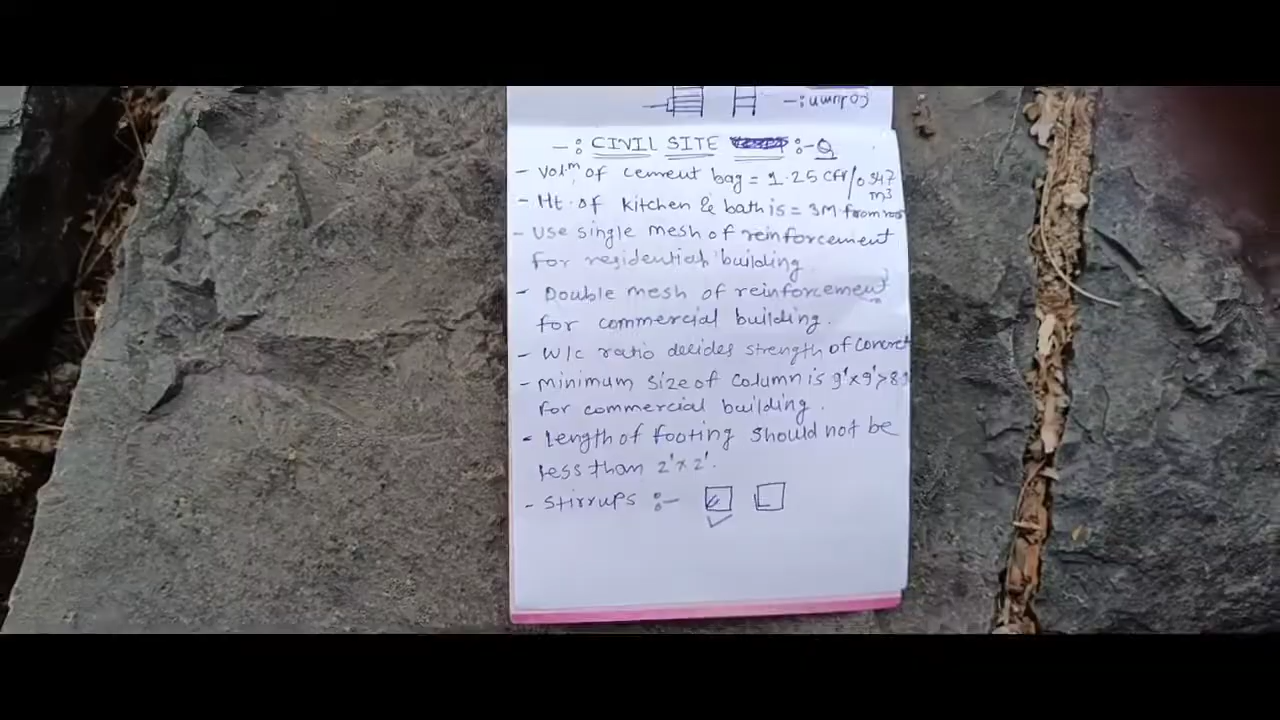 Column :-
-: CIVIL SITE :- Q
- Vol.m of cement bag = 1.25 CFT/0.347 m3
- Ht. of kitchen & bath is = 3M from
- Use single mesh of reinforcement
for residential building
- Double mesh of reinforcement
for commercial building.
- W/c ratio decides strength of concret
- Minimum size of column is 9'x9'>
for commercial building.
- Length of footing should not be
less than 2'x2'.
- Stirrups :-